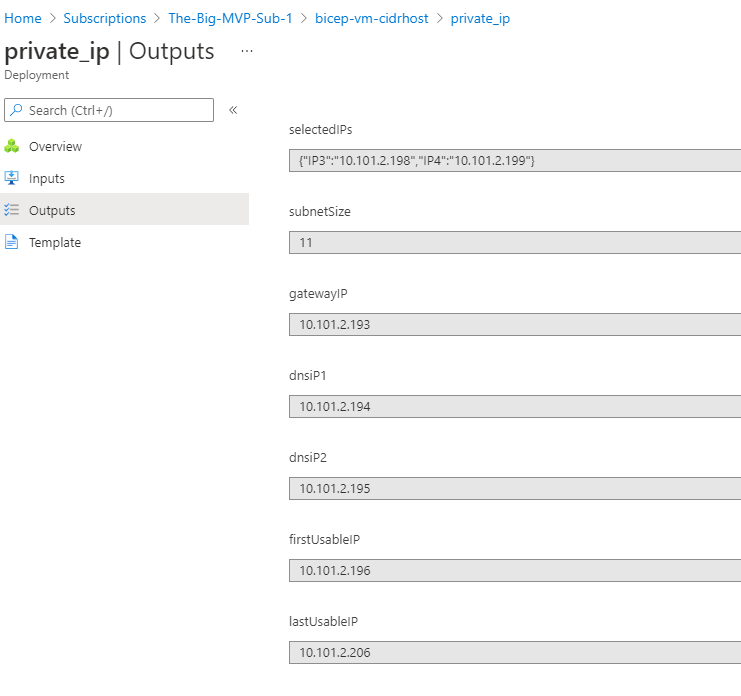 Home > Subscriptions > The-Big-MVP-Sub-1 > bicep-vm-cidrhost > private_ip
private_ip | Outputs ...
Deployment
Search (Ctrl+/) «
Overview
Inputs
Outputs
Template
selectedIPs
{"IP3":"10.101.2.198","IP4":"10.101.2.199"}
subnetSize
11
gatewayIP
10.101.2.193
dnsiP1
10.101.2.194
dnsiP2
10.101.2.195
firstUsableIP
10.101.2.196
lastUsableIP
10.101.2.206